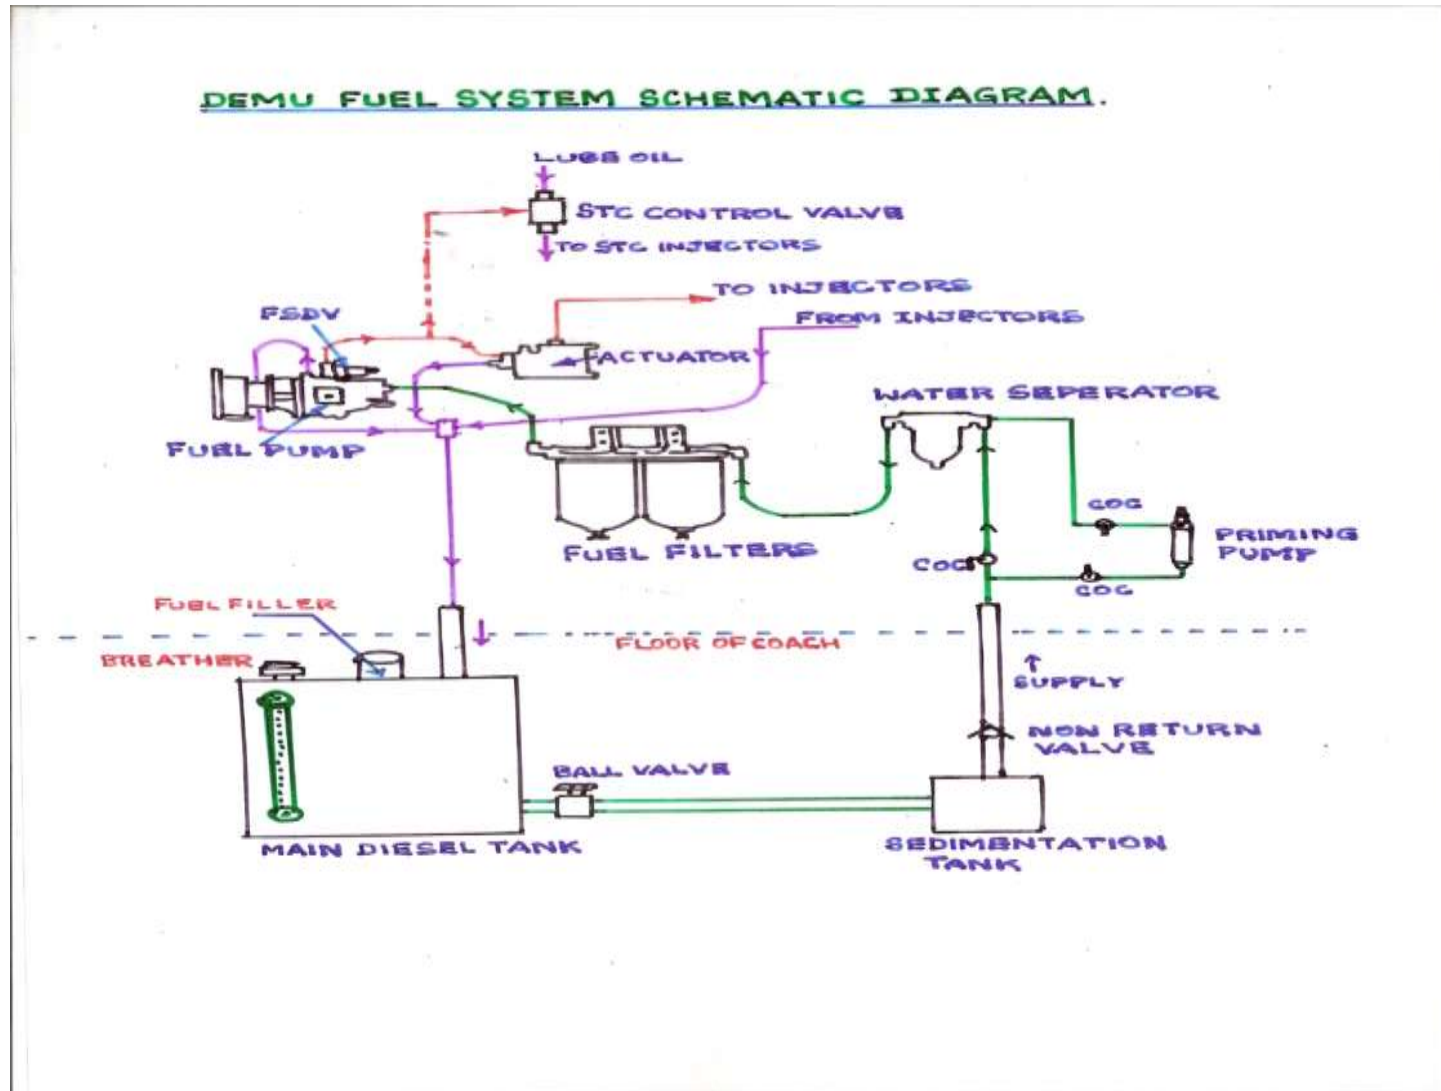 DEMU FUEL SYSTEM SCHEMATIC DIAGRAM.
LUBE OIL
STC CONTROL VALVE
TO STC INJECTORS
TO INJECTORS
FSDV
FROM INJECTORS
ACTUATOR
WATER SEPERATOR
FUEL PUMP
COC
PRIMING
PUMP
FUEL FILTERS
COC
COC
FUEL FILLER
FLOOR OF COACH
BREATHER
SUPPLY
NON RETURN
VALVE
BALL VALVE
MAIN DIESEL TANK
SEDIMENTATION
TANK